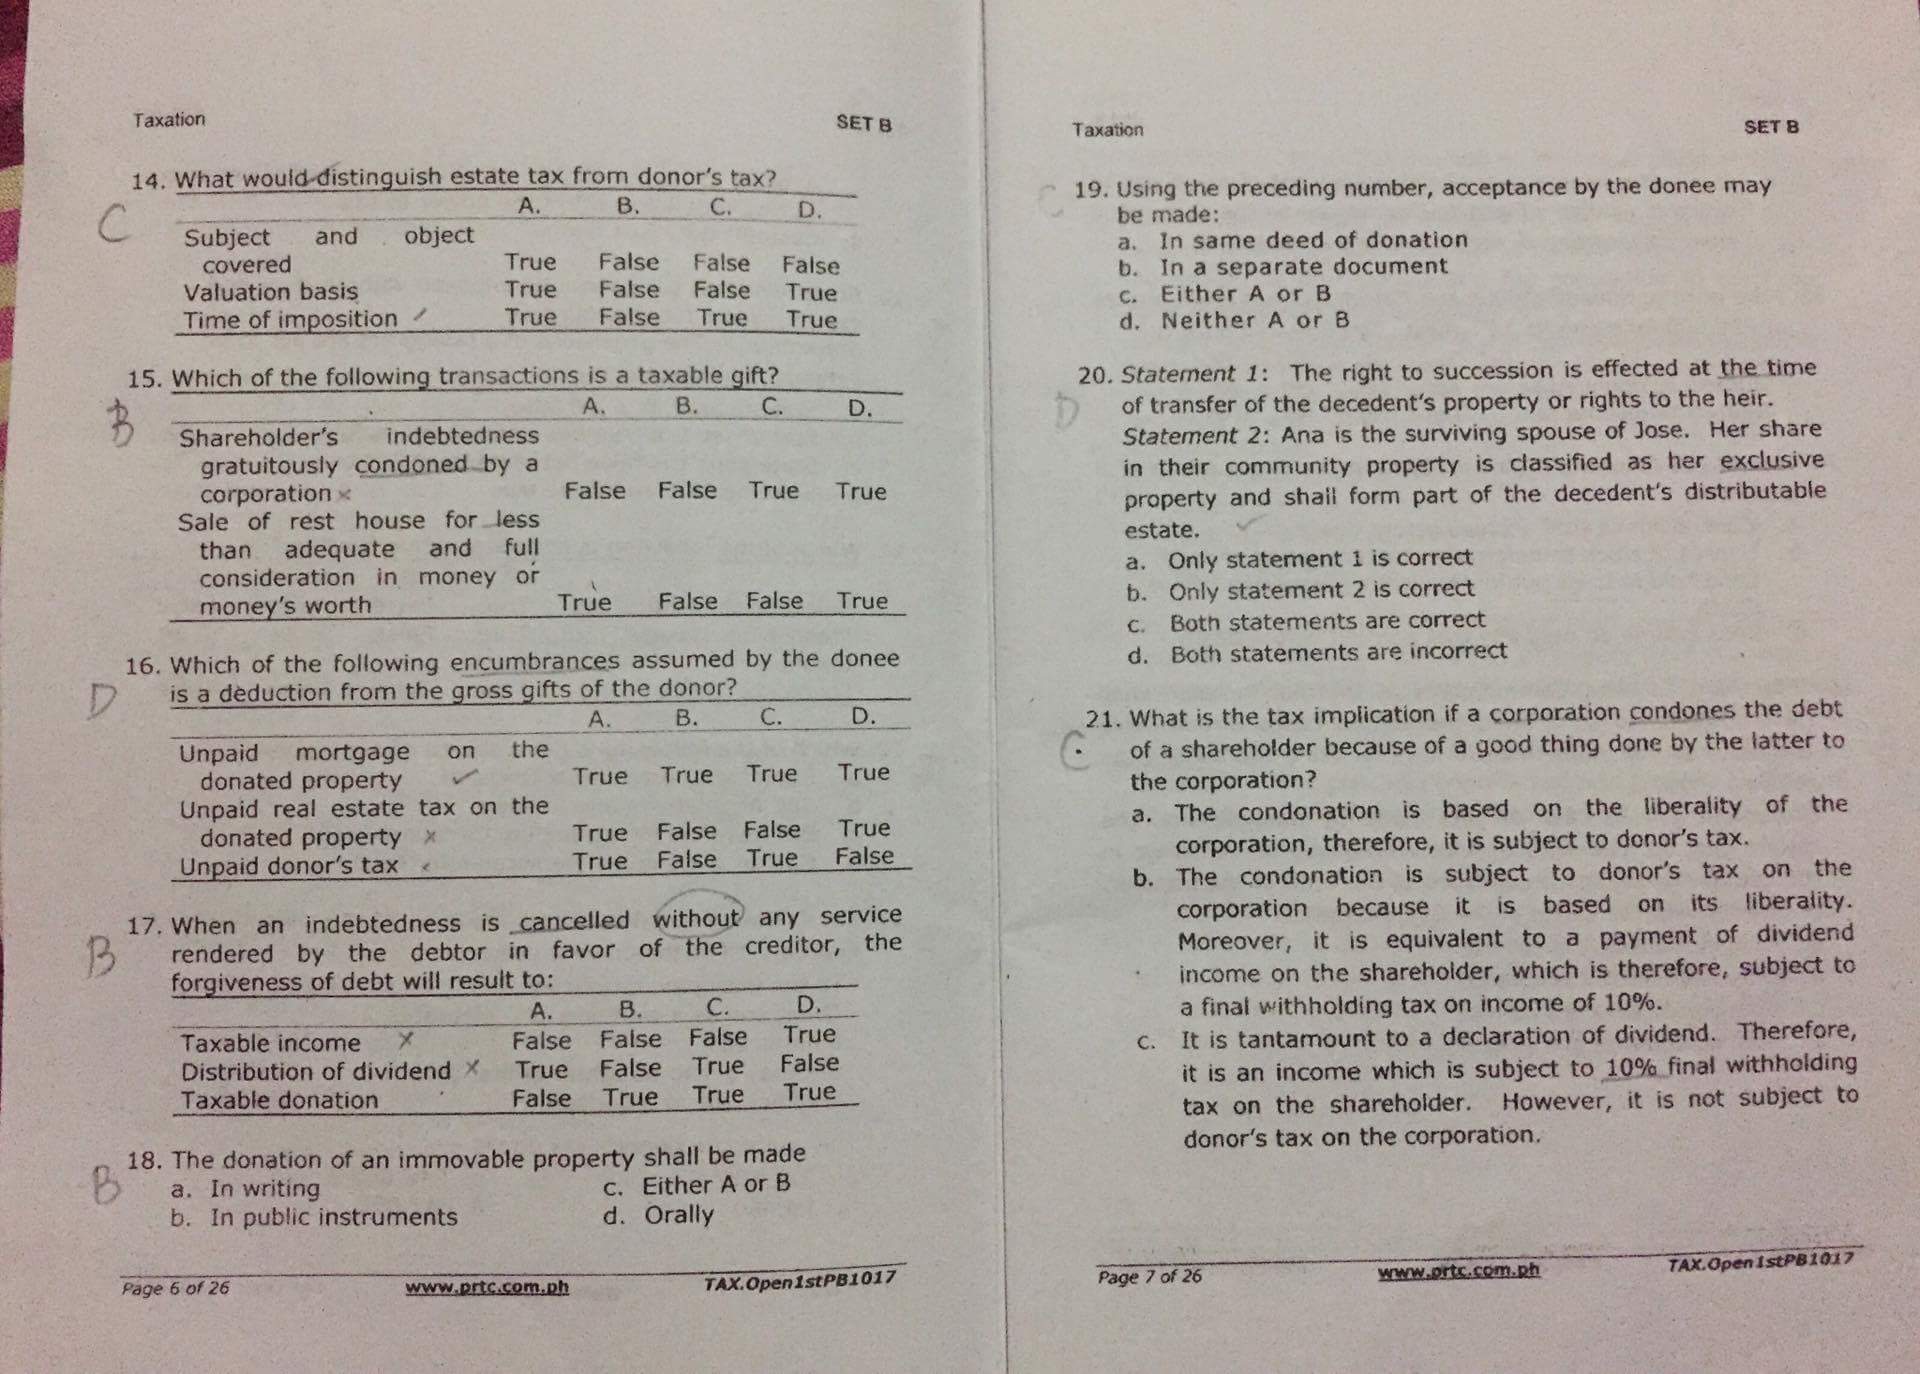 Taxation SET B
14. What would distinguish estate tax from donor's tax?
A. B. C. D.
C
Subject and object
covered True False False False
Valuation basis True False False True
Time of imposition True False True True
15. Which of the following transactions is a taxable gift?
A. B. C. D.
B
Shareholder's indebtedness
gratuitously condoned by a
corporation x False False True True
Sale of rest house for less
than adequate and full
consideration in money or
money's worth True False False True
16. Which of the following encumbrances assumed by the donee
is a deduction from the gross gifts of the donor?
D
A. B. C. D.
Unpaid mortgage on the
donated property ✓ True True True True
Unpaid real estate tax on the
donated property x True False False True
Unpaid donor's tax True False True False
17. When an indebtedness is cancelled without any service
B
rendered by the debtor in favor of the creditor, the
forgiveness of debt will result to:
A. B. C. D.
Taxable income x False False False True
Distribution of dividend x True False True False
Taxable donation False True True True
18. The donation of an immovable property shall be made
B
a. In writing c. Either A or B
b. In public instruments d. Orally
Page 6 of 26 www.prtc.com.ph TAX.Open1stPB1017
Taxation SET B
C
19. Using the preceding number, acceptance by the donee may
be made:
a. In same deed of donation
b. In a separate document
c. Either A or B
d. Neither A or B
20. Statement 1: The right to succession is effected at the time
D
of transfer of the decedent's property or rights to the heir.
Statement 2: Ana is the surviving spouse of Jose. Her share
in their community property is classified as her exclusive
property and shall form part of the decedent's distributable
estate.
a. Only statement 1 is correct
b. Only statement 2 is correct
c. Both statements are correct
d. Both statements are incorrect
21. What is the tax implication if a corporation condones the debt
C
of a shareholder because of a good thing done by the latter to
the corporation?
a. The condonation is based on the liberality of the
corporation, therefore, it is subject to donor's tax.
b. The condonation is subject to donor's tax on the
corporation because it is based on its liberality.
Moreover, it is equivalent to a payment of dividend
income on the shareholder, which is therefore, subject to
a final withholding tax on income of 10%.
c. It is tantamount to a declaration of dividend. Therefore,
it is an income which is subject to 10% final withholding
tax on the shareholder. However, it is not subject to
donor's tax on the corporation.
Page 7 of 26 www.prtc.com.ph TAX.Open1stPB1017